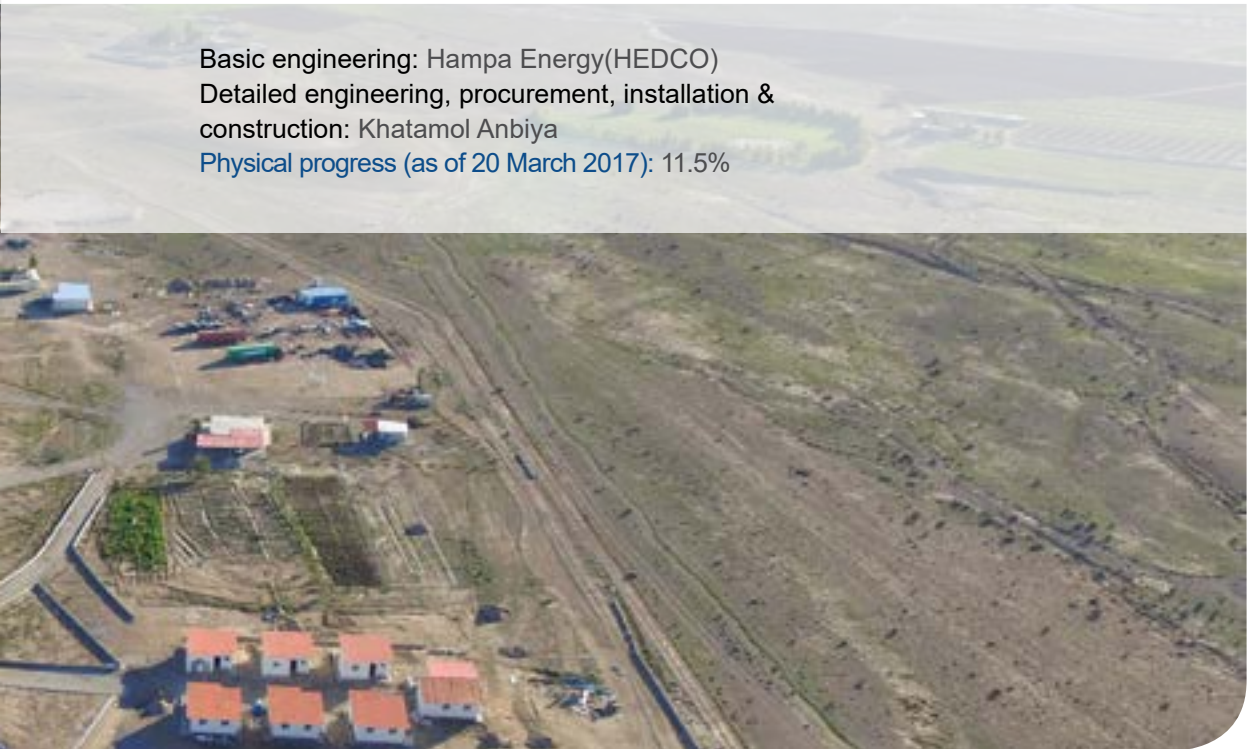 Basic engineering: Hampa Energy(HEDCO)
Detailed engineering, procurement, installation &
construction: Khatamol Anbiya
Physical progress (as of 20 March 2017): 11.5%